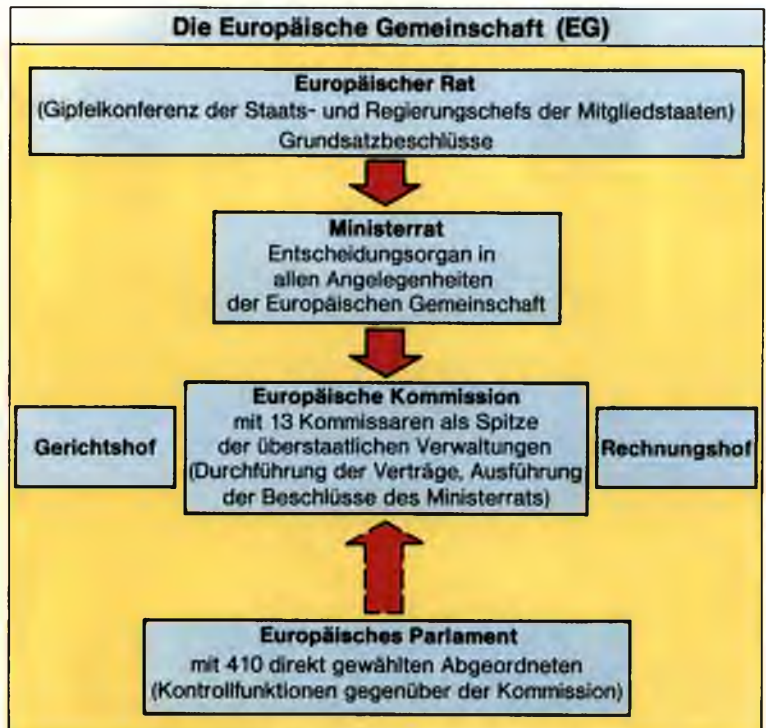 Die Europäische Gemeinschaft (EG)
Europäischer Rat
(Gipfelkonferenz der Staats- und Regierungschefs der Mitgliedstaaten)
Grundsatzbeschlüsse
Ministerrat
Entscheidungsorgan in
allen Angelegenheiten
der Europäischen Gemeinschaft
Europäische Kommission
mit 13 Kommissaren als Spitze
der überstaatlichen Verwaltungen
(Durchführung der Verträge, Ausführung
der Beschlüsse des Ministerrats)
Gerichtshof
Rechnungshof
Europäisches Parlament
mit 410 direkt gewählten Abgeordneten
(Kontrollfunktionen gegenüber der Kommission)